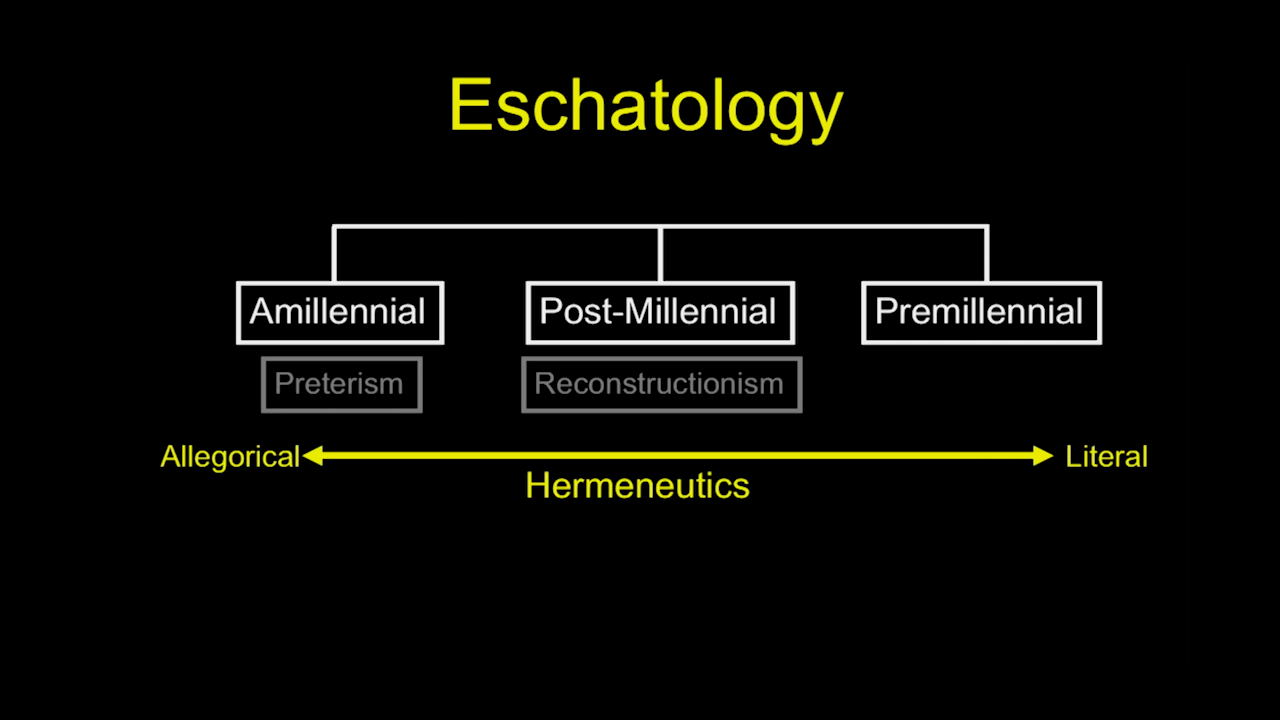 Eschatology
Amillennial Post-Millennial Premillennial
Preterism Reconstructionism
Allegorical Literal
Hermeneutics